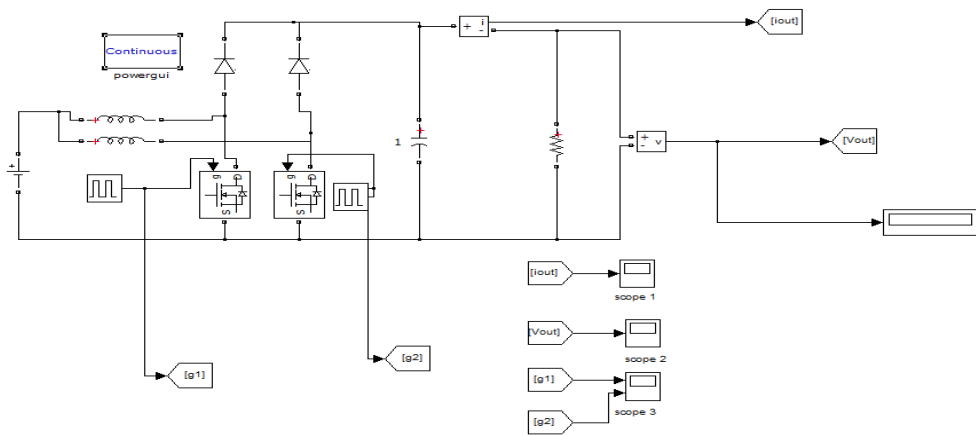 i
+
-
[iout]
Continuous
powergui
+
+
1
+
+
+
-
v
[Vout]
+
+
g
D
S
g
D
S
[iout]
scope 1
[Vout]
scope 2
[g2]
[g1]
[g1]
[g2]
scope 3